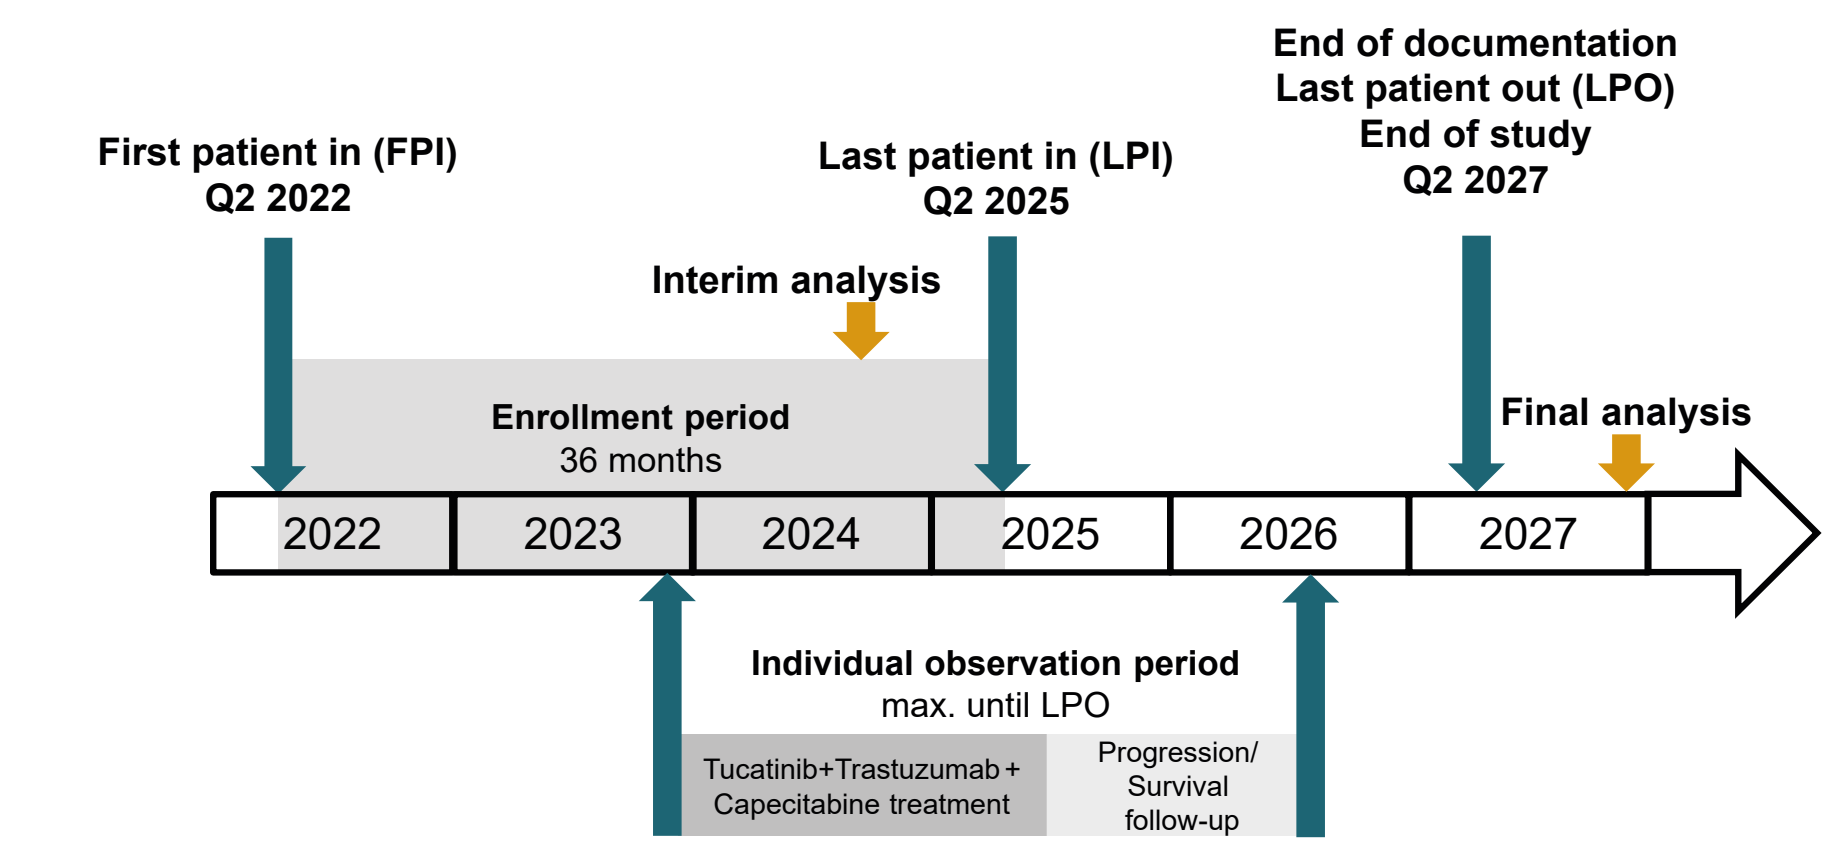 First patient in (FPI)
Q2 2022
Interim analysis
Last patient in (LPI)
Q2 2025
End of documentation
Last patient out (LPO)
End of study
Q2 2027
Final analysis
Enrollment period
36 months
2022
2023
2024
2025
2026
2027
Individual observation period
max. until LPO
Tucatinib+Trastuzumab+
Capecitabine treatment
Progression/
Survival
follow-up